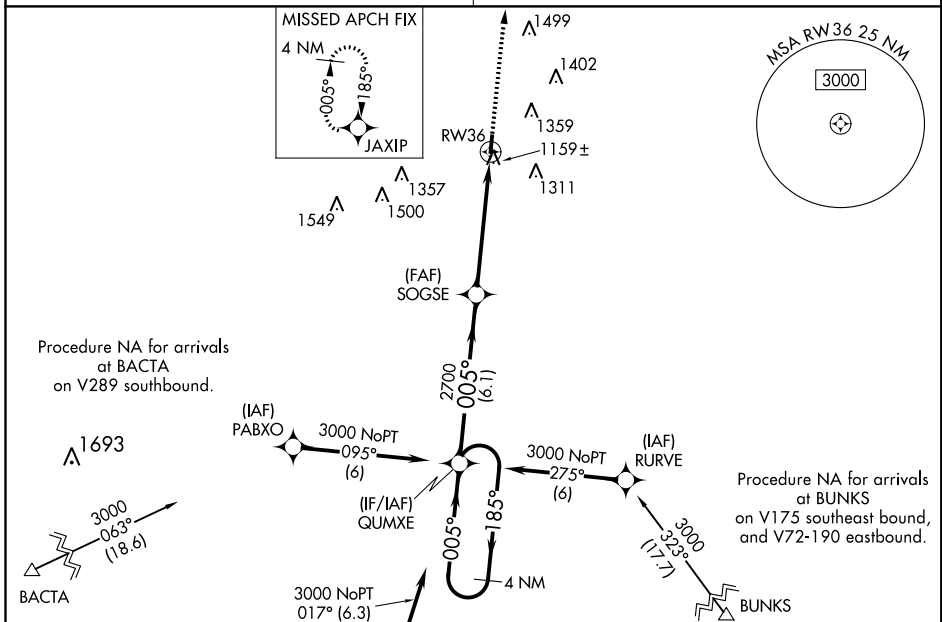 MISSED APCH FIX
4 NM
005°
185°
JAXIP
1499
1402
1359
RW36
1159±
1311
1357
1500
1549
MSA RW36 25 NM
3000
(FAF)
SOGSE
2700
005°
(6.1)
Procedure NA for arrivals
at BACTA
on V289 southbound.
1693
(IAF)
PABXO
3000 NoPT
095°
(6)
(IF/IAF)
QUMXE
3000 NoPT
275°
(6)
(IAF)
RURVE
Procedure NA for arrivals
at BUNKS
on V175 southeast bound,
and V72-190 eastbound.
3000
063°
(18.6)
BACTA
005°
185°
4 NM
3000 NoPT
017° (6.3)
3000
323°
(17.7)
BUNKS